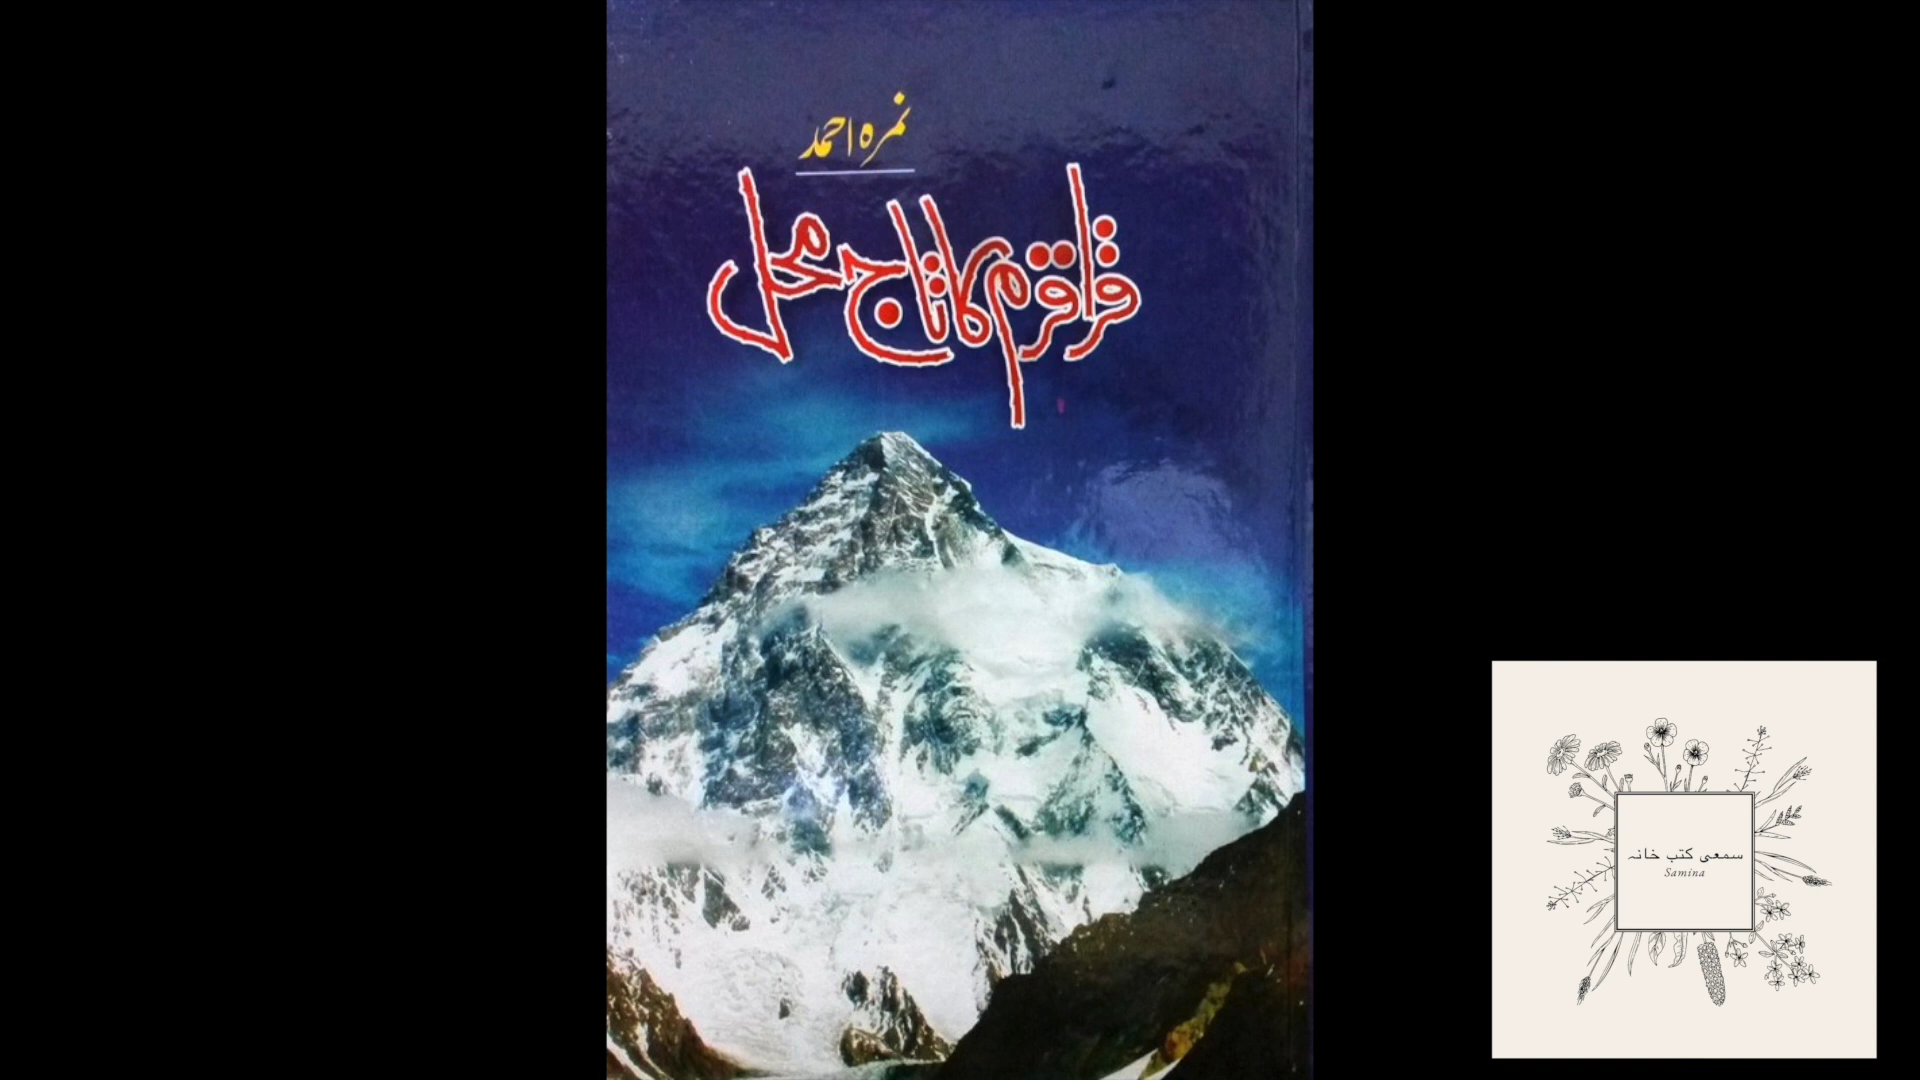 نمرہ احمد
قراقرم کا تاج محل
سمعی کتب خانہ
Samina